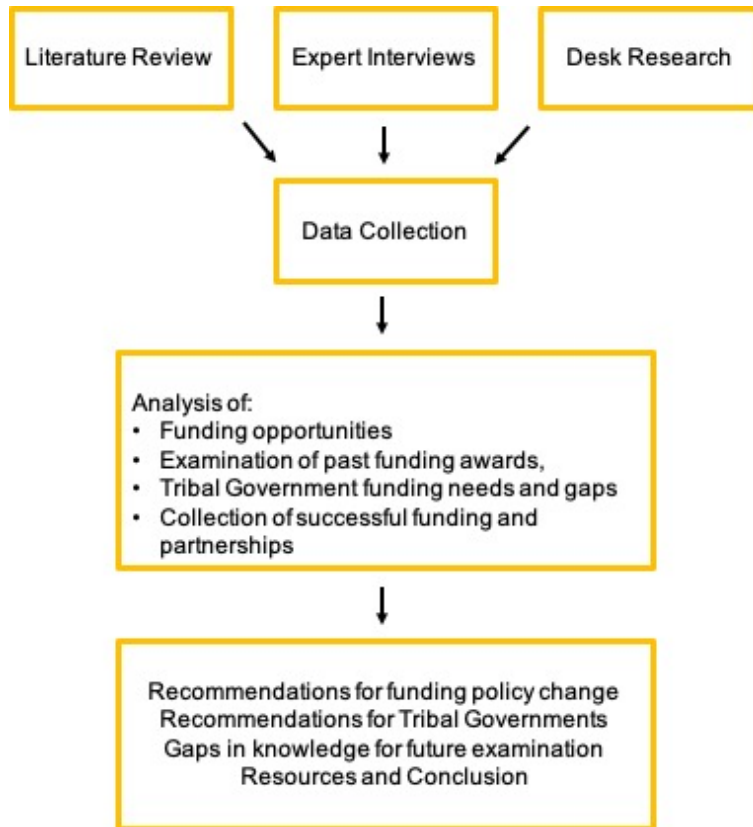 Literature Review
Expert Interviews
Desk Research
Data Collection
Analysis of:
• Funding opportunities
• Examination of past funding awards,
• Tribal Government funding needs and gaps
• Collection of successful funding and
partnerships
Recommendations for funding policy change
Recommendations for Tribal Governments
Gaps in knowledge for future examination
Resources and Conclusion